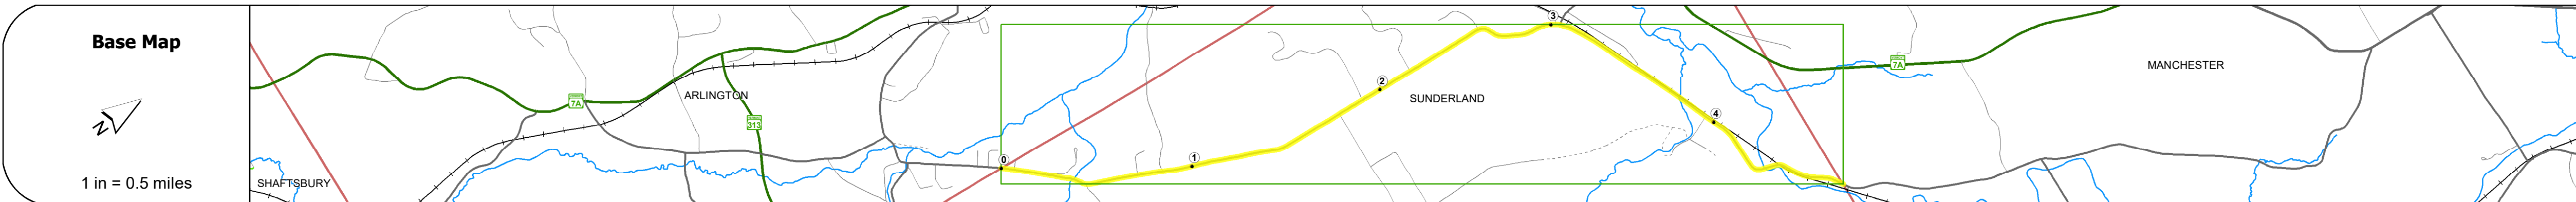 Base Map
N
1 in = 0.5 miles
SHAFTSBURY
7A
ARLINGTON
313
0
1
2
SUNDERLAND
3
4
7A
MANCHESTER